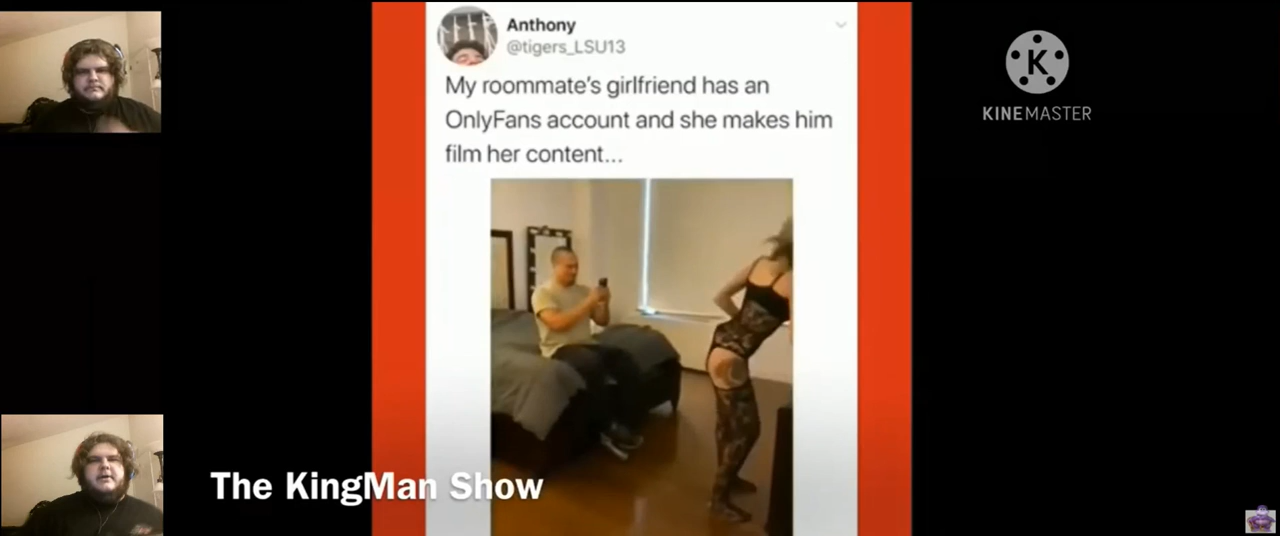 Anthony
@tigers_LSU13
My roommate's girlfriend has an
OnlyFans account and she makes him
film her content...
K
KINEMASTER
The KingMan Show